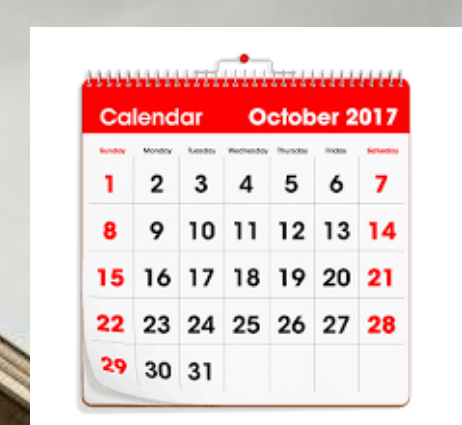 Calendar October 2017
Sunday Monday Tuesday Wednesday Thursday Friday Saturday
1 2 3 4 5 6 7
8 9 10 11 12 13 14
15 16 17 18 19 20 21
22 23 24 25 26 27 28
29 30 31